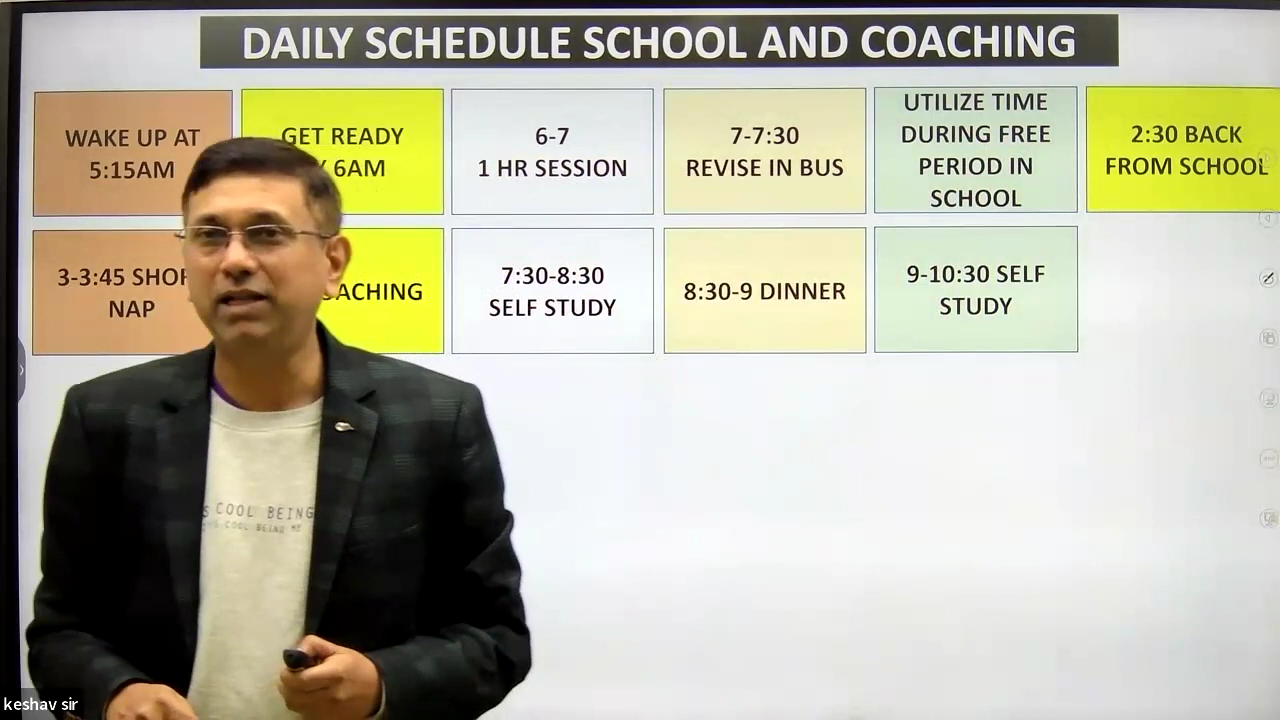 DAILY SCHEDULE SCHOOL AND COACHING
WAKE UP AT
5:15AM
GET READY
6AM
6-7
1 HR SESSION
7-7:30
REVISE IN BUS
UTILIZE TIME
DURING FREE
PERIOD IN
SCHOOL
2:30 BACK
FROM SCHOOL
3-3:45
NAP
7:30-8:30
SELF STUDY
8:30-9 DINNER
9-10:30 SELF
STUDY
COOL BEING
COOL BEING ME
keshav sir